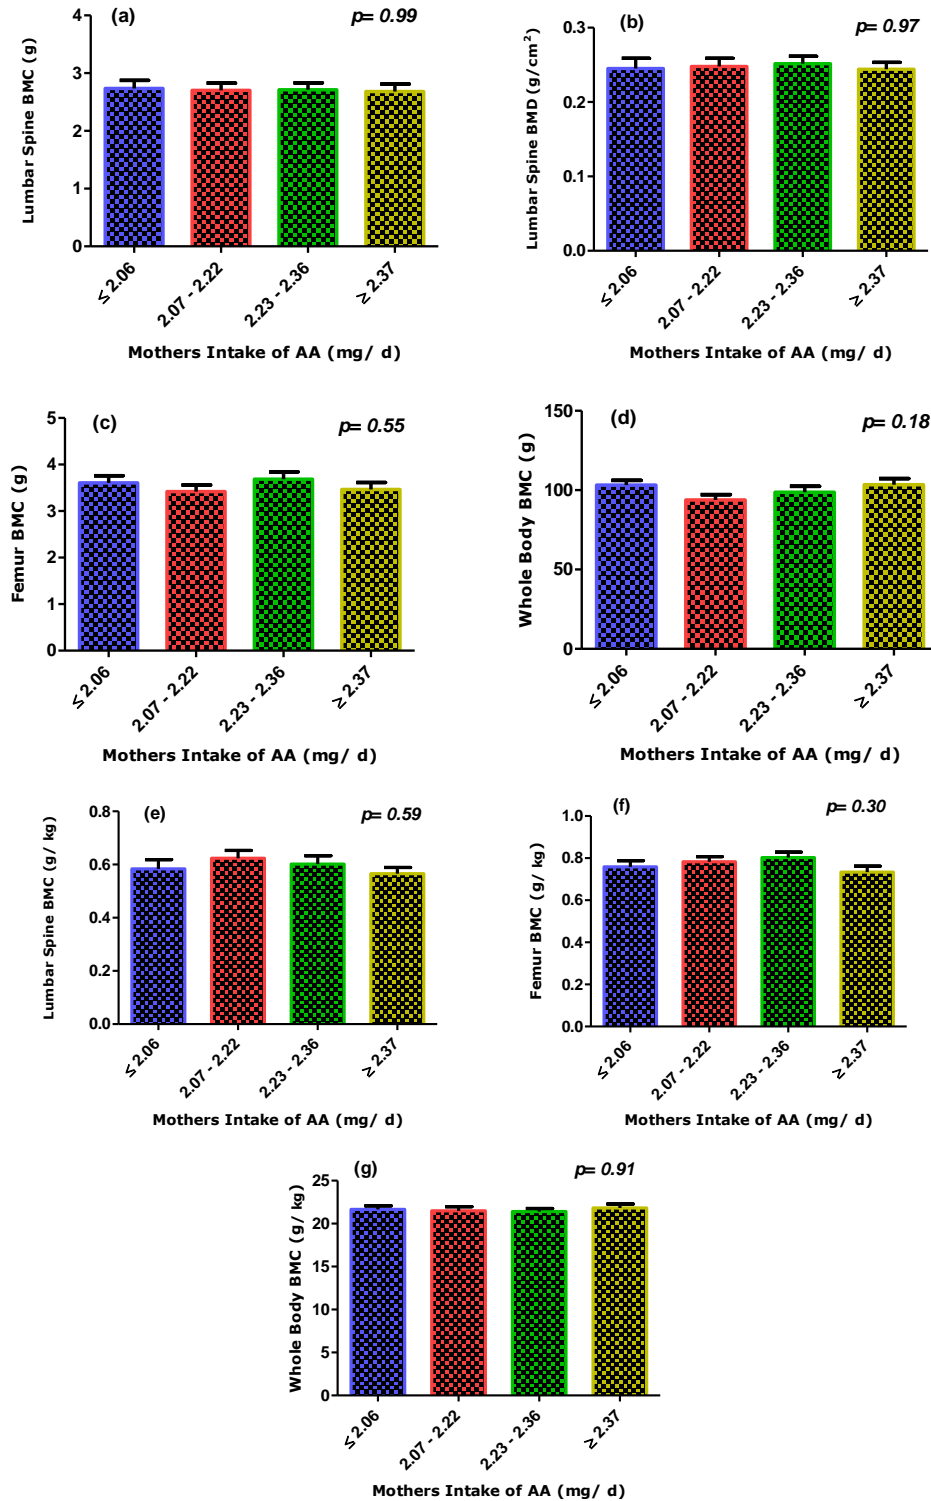 (a)
p= 0.99
Lumbar Spine BMC (g)
4
3
2
1
0
≤ 2.06
2.07 - 2.22
2.23 - 2.36
≥ 2.37
Mothers Intake of AA (mg/ d)
(b)
p= 0.97
Lumbar Spine BMD (g/cm²)
0.3
0.2
0.1
0.0
≤ 2.06
2.07 - 2.22
2.23 - 2.36
≥ 2.37
Mothers Intake of AA (mg/ d)
(c)
p= 0.55
Femur BMC (g)
5
4
3
2
1
0
≤ 2.06
2.07 - 2.22
2.23 - 2.36
≥ 2.37
Mothers Intake of AA (mg/ d)
(d)
p= 0.18
Whole Body BMC (g)
150
100
50
0
≤ 2.06
2.07 - 2.22
2.23 - 2.36
≥ 2.37
Mothers Intake of AA (mg/ d)
(e)
p= 0.59
Lumbar Spine BMC (g/ kg)
0.8
0.6
0.4
0.2
0.0
≤ 2.06
2.07 - 2.22
2.23 - 2.36
≥ 2.37
Mothers Intake of AA (mg/ d)
(f)
p= 0.30
Femur BMC (g/ kg)
1.0
0.8
0.6
0.4
0.2
0.0
≤ 2.06
2.07 - 2.22
2.23 - 2.36
≥ 2.37
Mothers Intake of AA (mg/ d)
(g)
p= 0.91
Whole Body BMC (g/ kg)
25
20
15
10
5
0
≤ 2.06
2.07 - 2.22
2.23 - 2.36
≥ 2.37
Mothers Intake of AA (mg/ d)